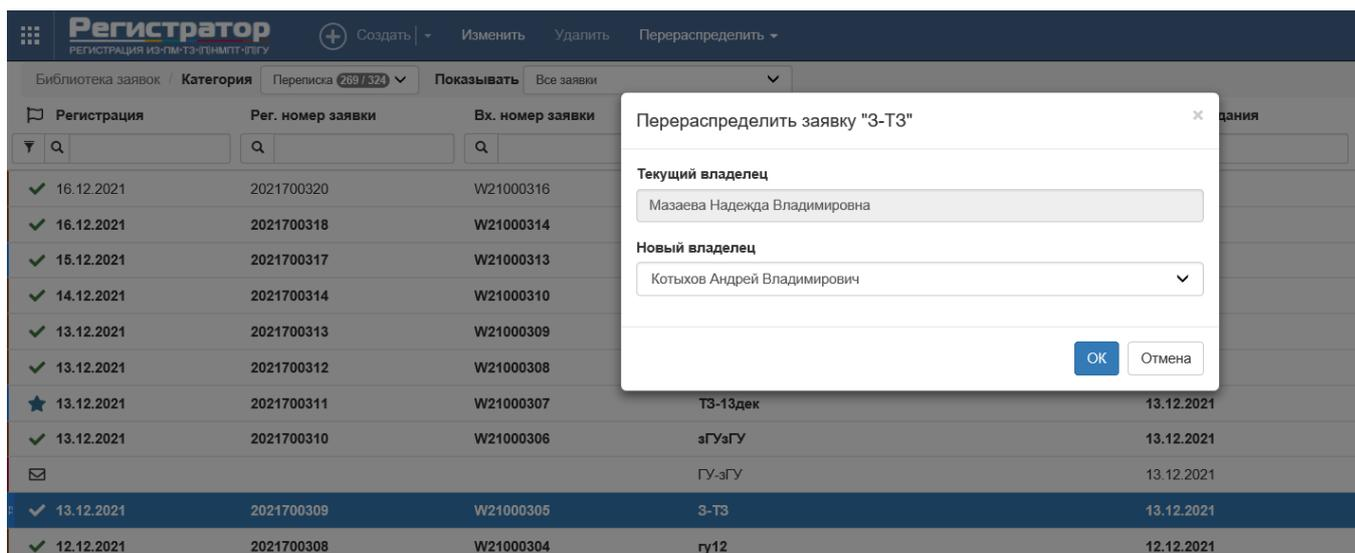 Регистратор
РЕГИСТРАЦИЯ ИЗ·ПМ·ТЗ·(П)НМПТ·(П)ГУ
Создать Изменить Удалить Перераспределить
Библиотека заявок / Категория Переписка 269 / 324 Показывать Все заявки
Регистрация Рег. номер заявки Вх. номер заявки дания
Перераспределить заявку "З-ТЗ" ×
Текущий владелец
Мазаева Надежда Владимировна
Новый владелец
Котыхов Андрей Владимирович
ОК Отмена
16.12.2021 2021700320 W21000316
16.12.2021 2021700318 W21000314
15.12.2021 2021700317 W21000313
14.12.2021 2021700314 W21000310
13.12.2021 2021700313 W21000309
13.12.2021 2021700312 W21000308
13.12.2021 2021700311 W21000307 ТЗ-13дек 13.12.2021
13.12.2021 2021700310 W21000306 зГУзГУ 13.12.2021
ГУ-зГУ 13.12.2021
13.12.2021 2021700309 W21000305 З-ТЗ 13.12.2021
12.12.2021 2021700308 W21000304 гу12 12.12.2021